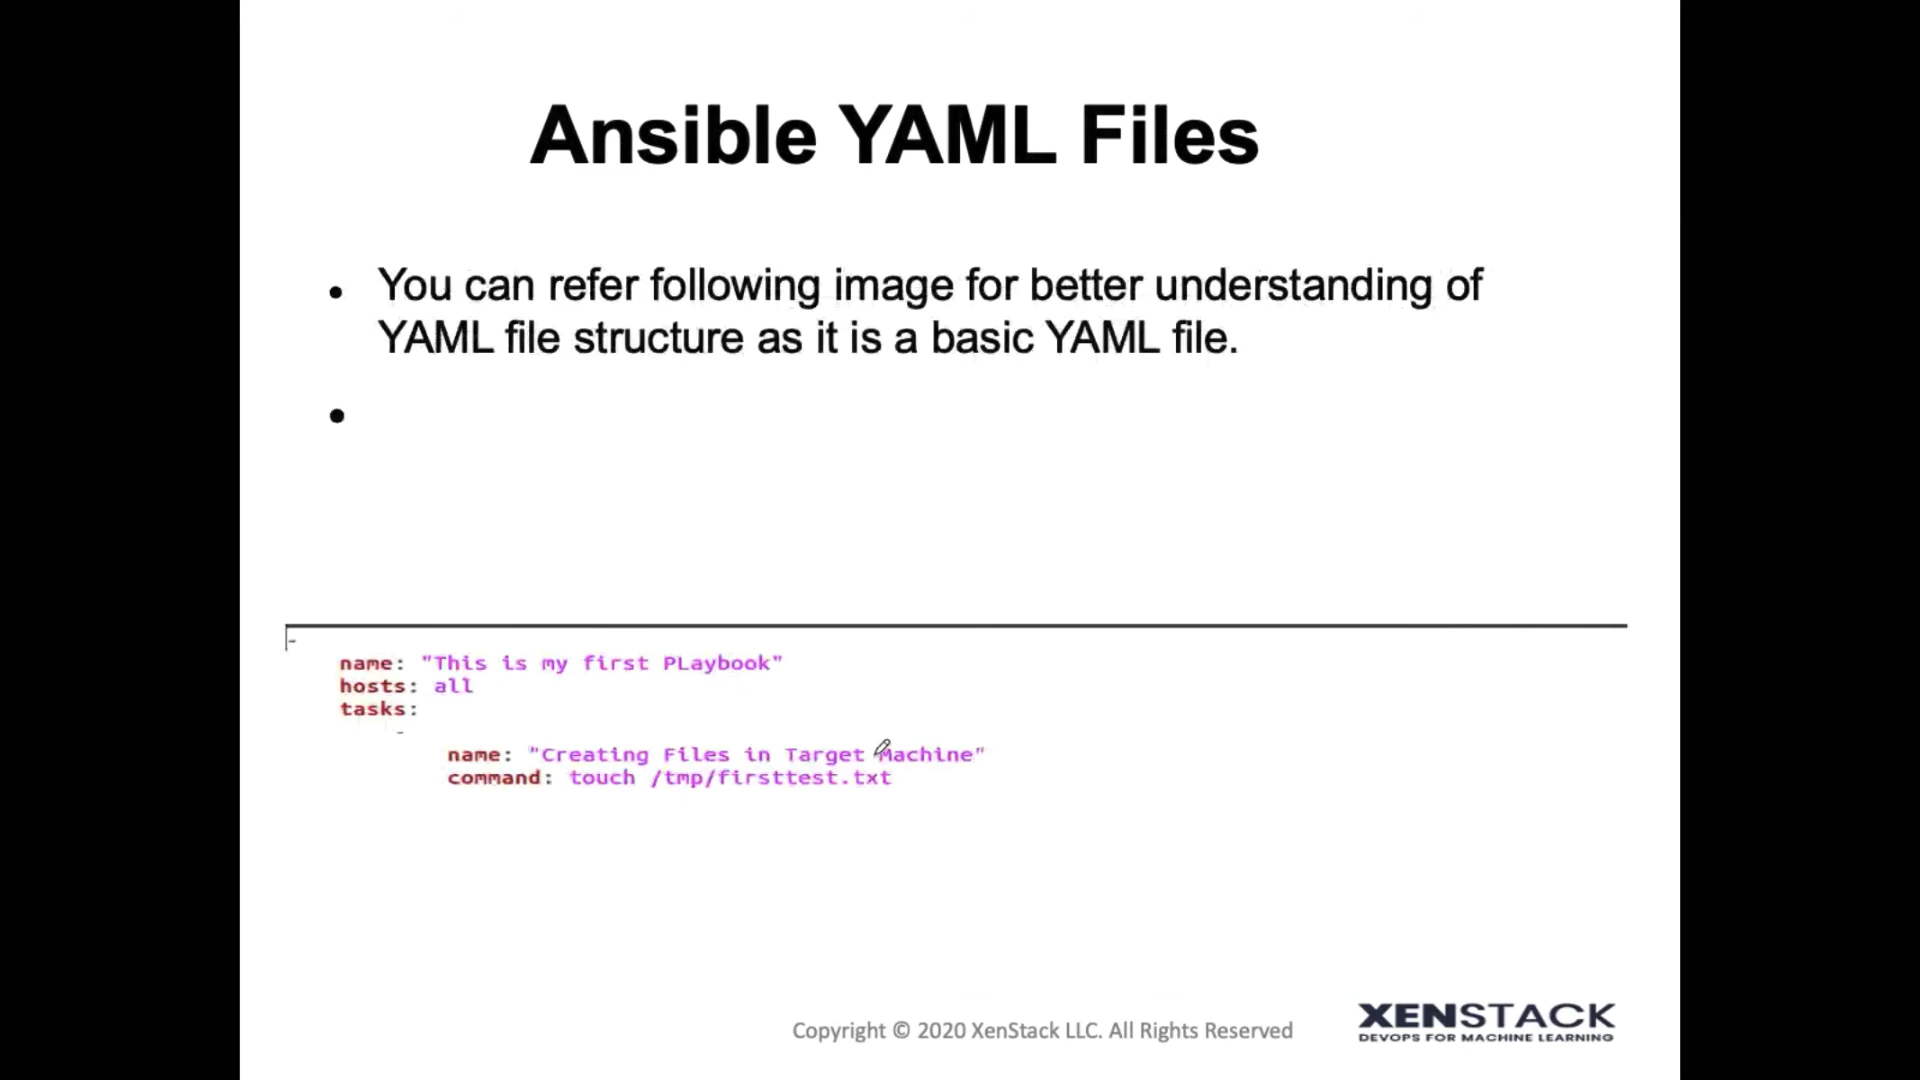 Ansible YAML Files
• You can refer following image for better understanding of
YAML file structure as it is a basic YAML file.
•
-
name: "This is my first PLaybook"
hosts: all
tasks:
-
name: "Creating Files in Target Machine"
command: touch /tmp/firsttest.txt
Copyright © 2020 XenStack LLC. All Rights Reserved
XENSTACK
DEVOPS FOR MACHINE LEARNING